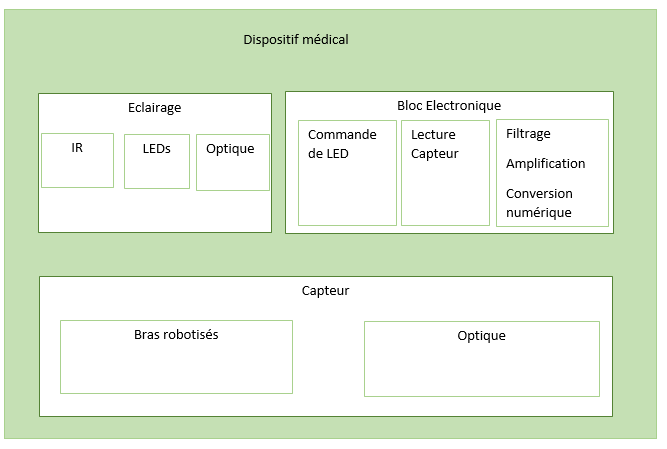 Dispositif médical
Eclairage
IR
LEDs
Optique
Bloc Electronique
Commande
de LED
Lecture
Capteur
Filtrage
Amplification
Conversion
numérique
Capteur
Bras robotisés
Optique